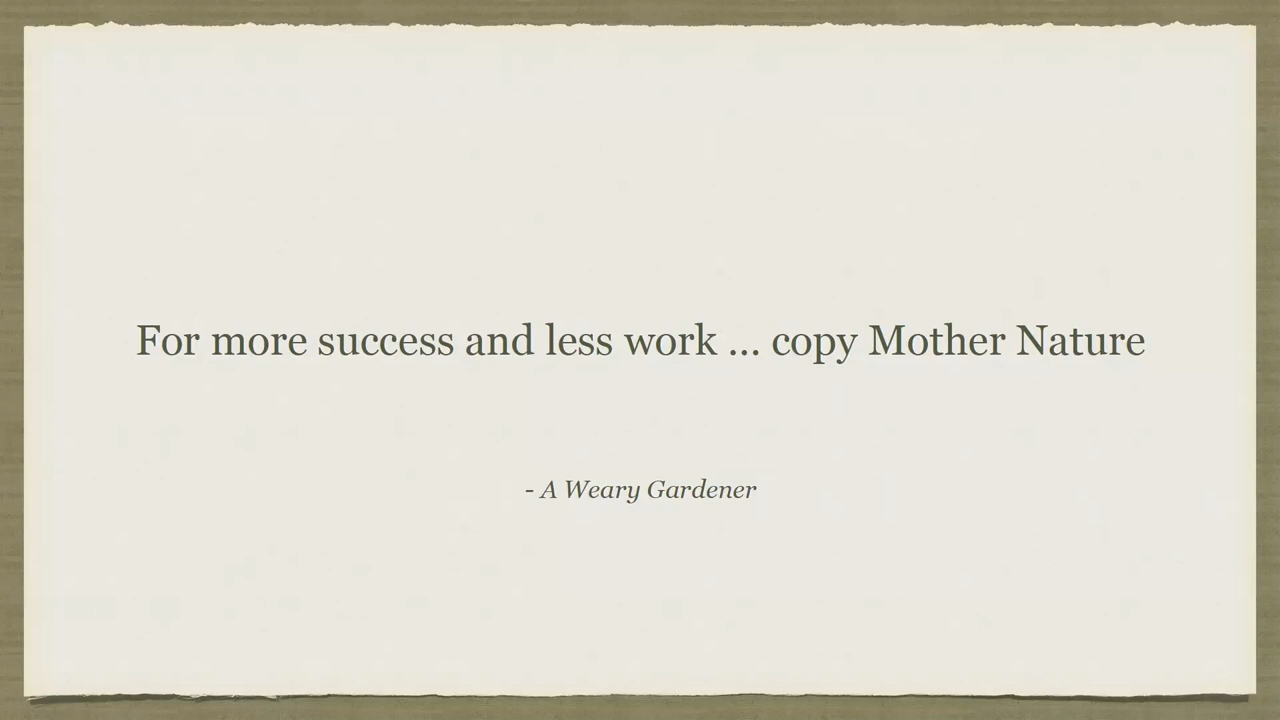 For more success and less work ... copy Mother Nature
- A Weary Gardener